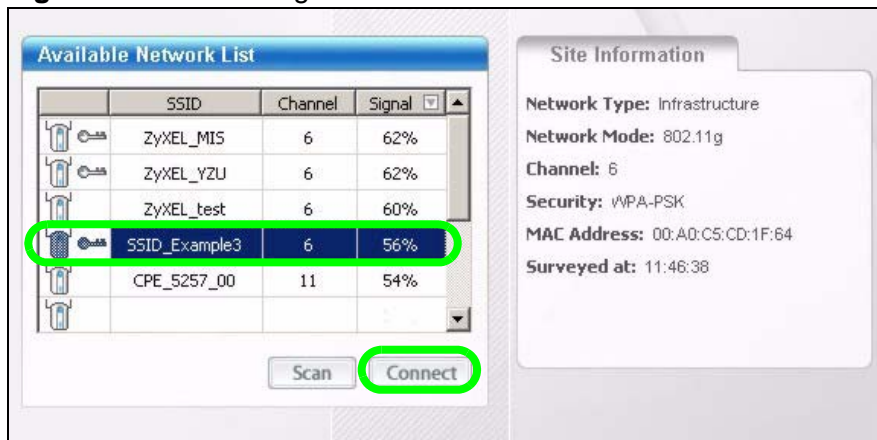 Available Network List
SSID Channel Signal
ZyXEL_MIS 6 62%
ZyXEL_YZU 6 62%
ZyXEL_test 6 60%
SSID_Example3 6 56%
CPE_5257_00 11 54%
Scan Connect
Site Information
Network Type: Infrastructure
Network Mode: 802.11g
Channel: 6
Security: WPA-PSK
MAC Address: 00:A0:C5:CD:1F:64
Surveyed at: 11:46:38